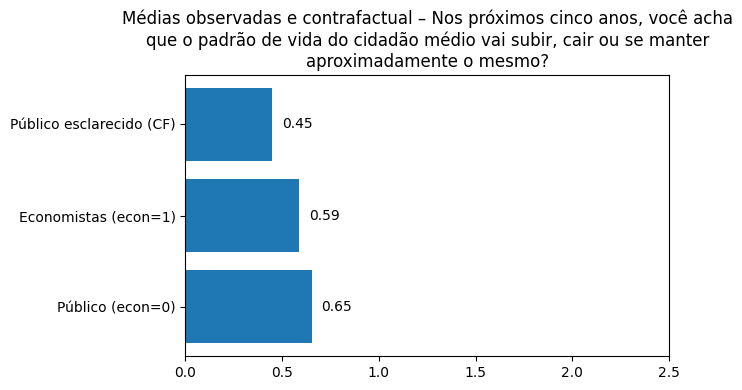 Médias observadas e contrafactual – Nos próximos cinco anos, você acha
que o padrão de vida do cidadão médio vai subir, cair ou se manter
aproximadamente o mesmo?
Público esclarecido (CF)
0.45
Economistas (econ=1)
0.59
Público (econ=0)
0.65
0.0
0.5
1.0
1.5
2.0
2.5